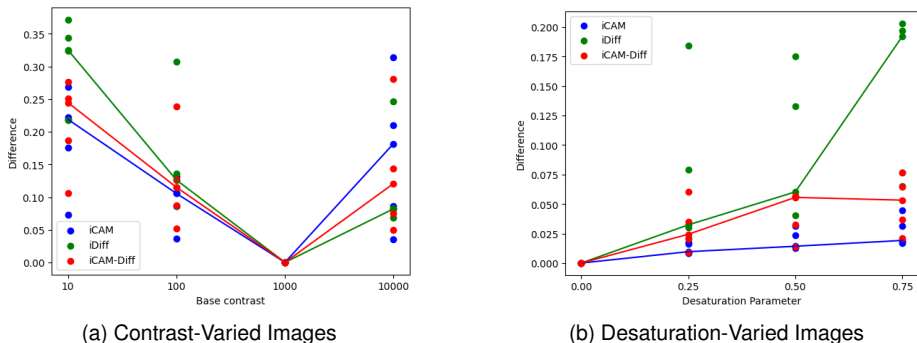 0.35
0.30
0.25
0.20
0.15
0.10
0.05
0.00
Difference
iCAM
iDiff
iCAM-Diff
10
100
1000
10000
Base contrast
(a) Contrast-Varied Images
0.200
0.175
0.150
0.125
0.100
0.075
0.050
0.025
0.000
Difference
iCAM
iDiff
iCAM-Diff
0.00
0.25
0.50
0.75
Desaturation Parameter
(b) Desaturation-Varied Images